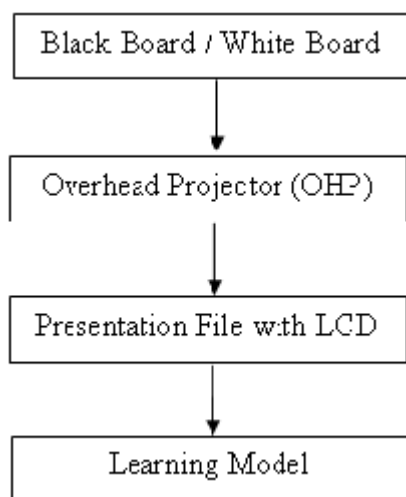 Black Board / White Board
Overhead Projector (OHP)
Presentation File with LCD
Learning Model